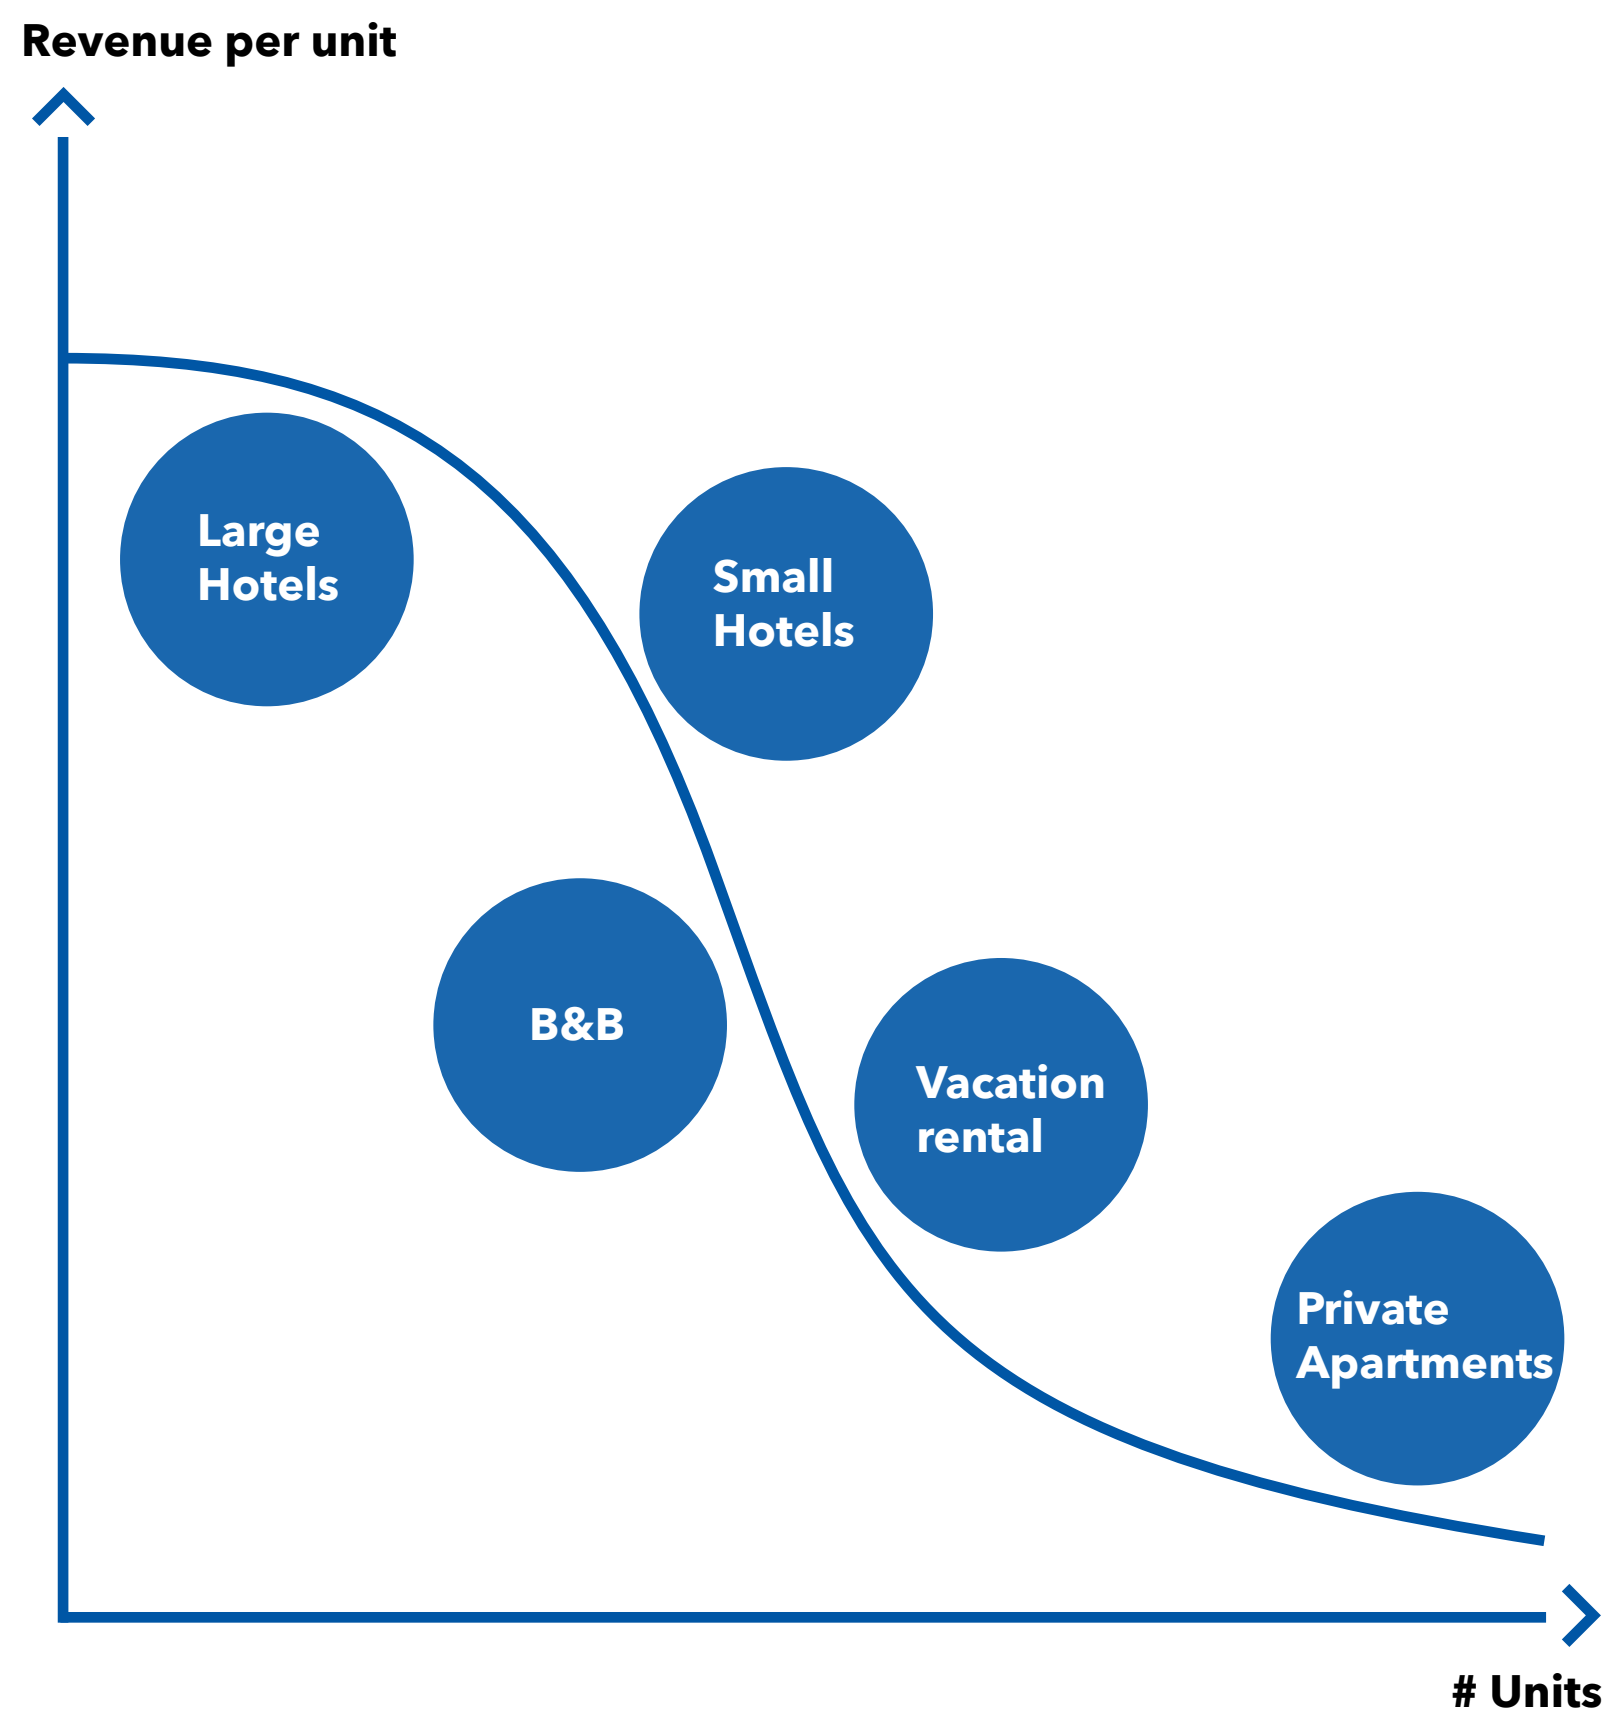 Revenue per unit
Large
Hotels
Small
Hotels
B&B
Vacation
rental
Private
Apartments
# Units